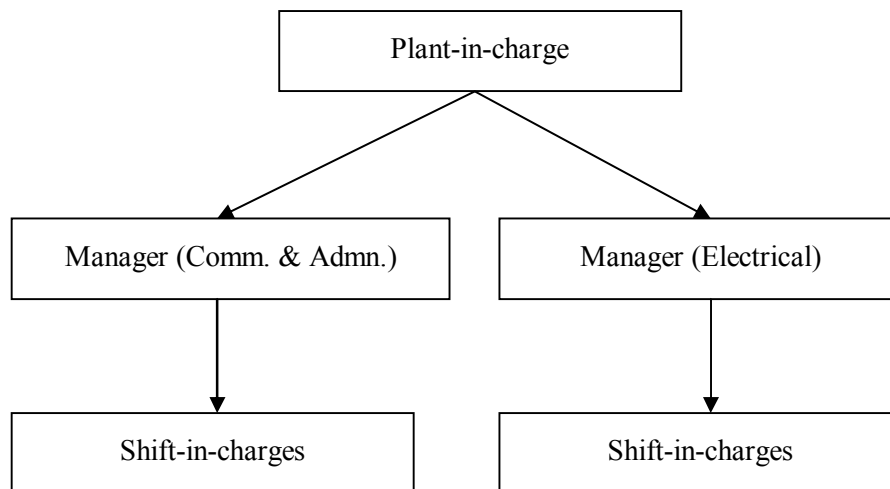 Plant-in-charge
Manager (Comm. & Admn.)
Manager (Electrical)
Shift-in-charges
Shift-in-charges